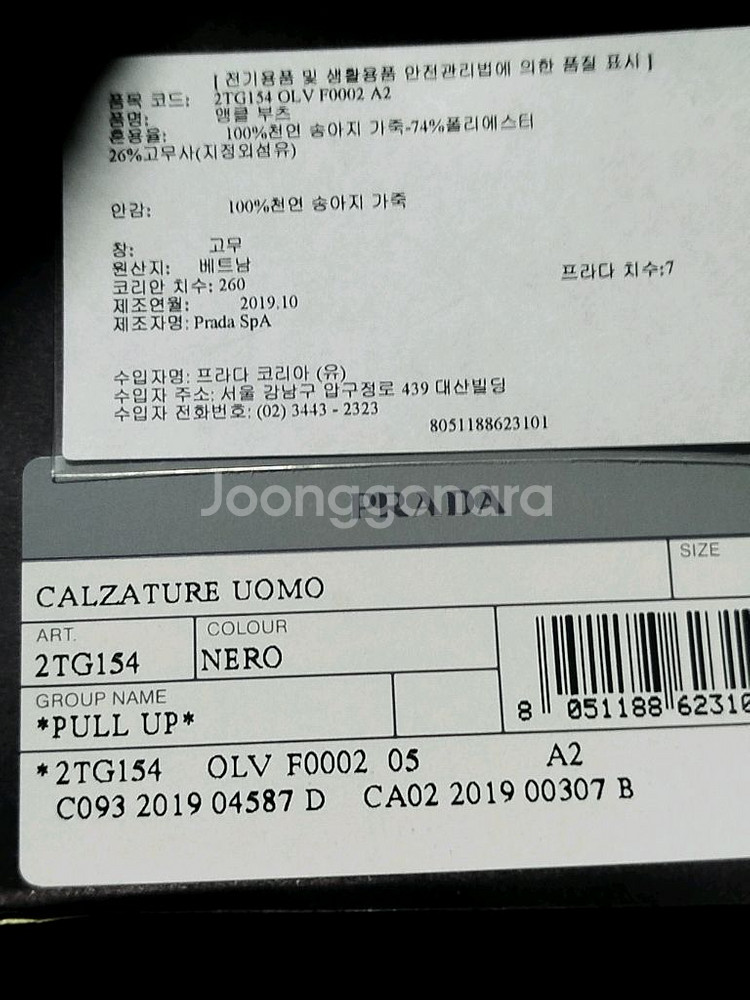 [ 전기용품 및 생활용품 안전관리법에 의한 품질 표시 ]
품목 코드: 2TG154 OLV F0002 A2
품명: 앵클 부츠
혼용율: 100%천연 송아지 가죽-74%폴리에스터
26%고무사(지정외섬유)
안감: 100%천연 송아지 가죽
창: 고무
원산지: 베트남
코리안 치수: 260 프라다 치수:7
제조연월: 2019.10
제조자명: Prada SpA
수입자명: 프라다 코리아 (유)
수입자 주소: 서울 강남구 압구정로 439 대산빌딩
수입자 전화번호: (02) 3443 - 2323
8051188623101
PRADA
Joonggonara
SIZE
CALZATURE UOMO
ART. COLOUR
2TG154 NERO
GROUP NAME
*PULL UP*
8 051188 62310
*2TG154 OLV F0002 05 A2
C093 2019 04587 D CA02 2019 00307 B